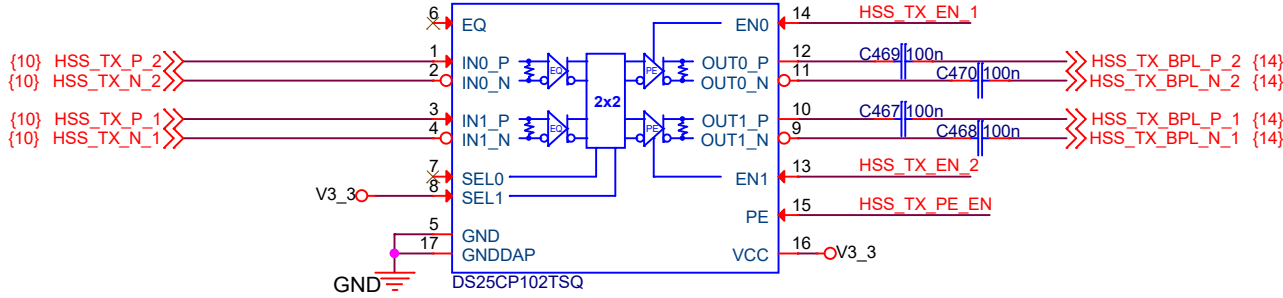 6 EQ EN0 14 HSS_TX_EN_1
{10} HSS_TX_P_2 1 IN0_P OUT0_P 12 C469 100n HSS_TX_BPL_P_2 {14}
{10} HSS_TX_N_2 2 IN0_N OUT0_N 11 C470 100n HSS_TX_BPL_N_2 {14}
EQ PE
2x2
{10} HSS_TX_P_1 3 IN1_P OUT1_P 10 C467 100n HSS_TX_BPL_P_1 {14}
{10} HSS_TX_N_1 4 IN1_N OUT1_N 9 C468 100n HSS_TX_BPL_N_1 {14}
EQ PE
7 SEL0 EN1 13 HSS_TX_EN_2
V3_3 8 SEL1
PE 15 HSS_TX_PE_EN
5 GND
17 GNDDAP VCC 16 V3_3
GND DS25CP102TSQ